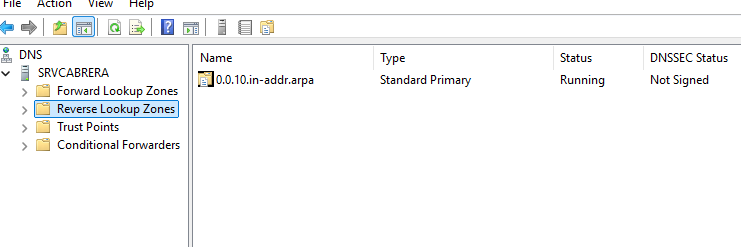 File Action View Help
DNS
SRVCABRERA
Forward Lookup Zones
Reverse Lookup Zones
Trust Points
Conditional Forwarders
Name Type Status DNSSEC Status
0.0.10.in-addr.arpa Standard Primary Running Not Signed